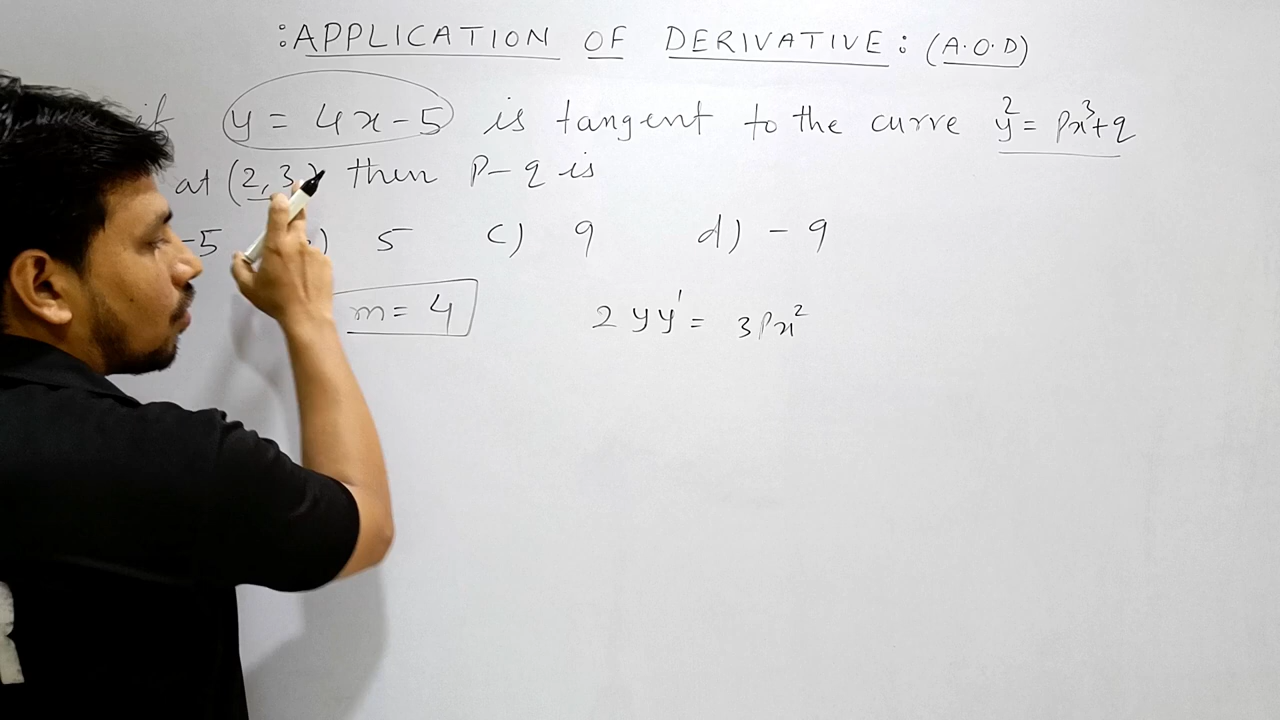 :APPLICATION OF DERIVATIVE: (A.O.D)
if y = 4x-5 is tangent to the curve y² = Px³+q
at (2,3) then P-q is
-5 ) 5 c) 9 d) -9
m= 4 2yy' = 3Px²